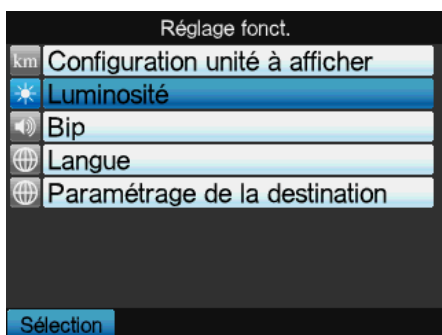 Réglage fonct.
km Configuration unité à afficher
Luminosité
Bip
Langue
Paramétrage de la destination
Sélection